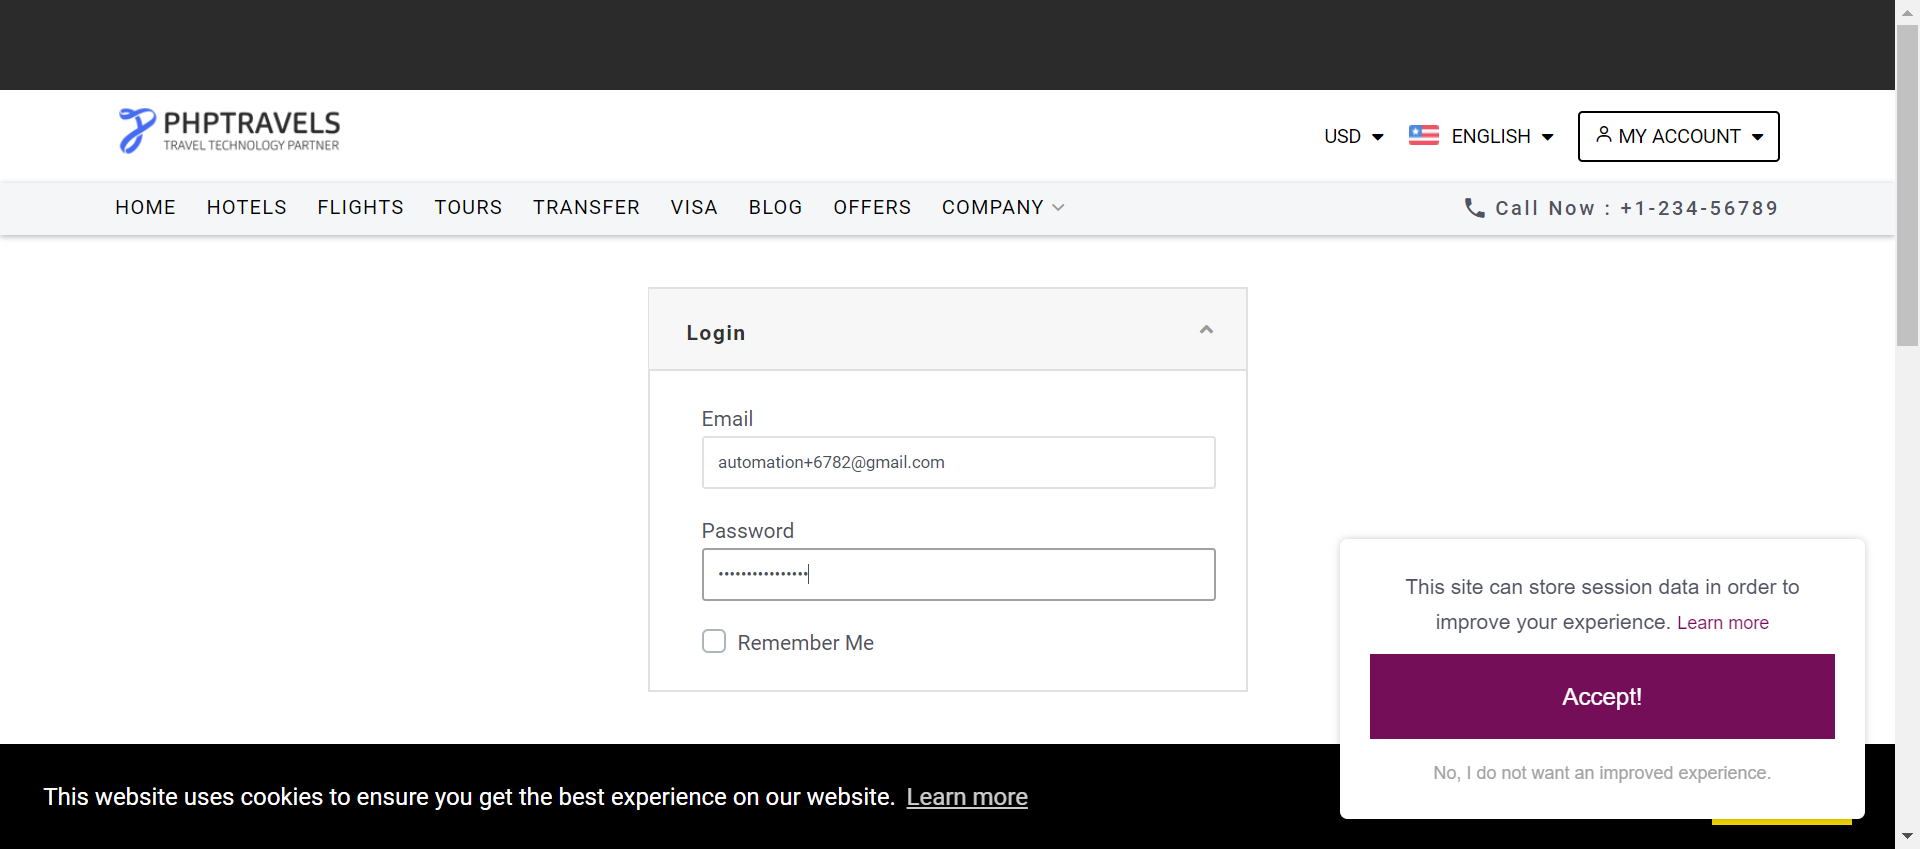 PHPTRAVELS
TRAVEL TECHNOLOGY PARTNER
USD
ENGLISH
MY ACCOUNT
HOME HOTELS FLIGHTS TOURS TRANSFER VISA BLOG OFFERS COMPANY
Call Now : +1-234-56789
Login
Email
automation+6782@gmail.com
Password
••••••••••••••••
Remember Me
This site can store session data in order to
improve your experience. Learn more
Accept!
No, I do not want an improved experience.
This website uses cookies to ensure you get the best experience on our website. Learn more